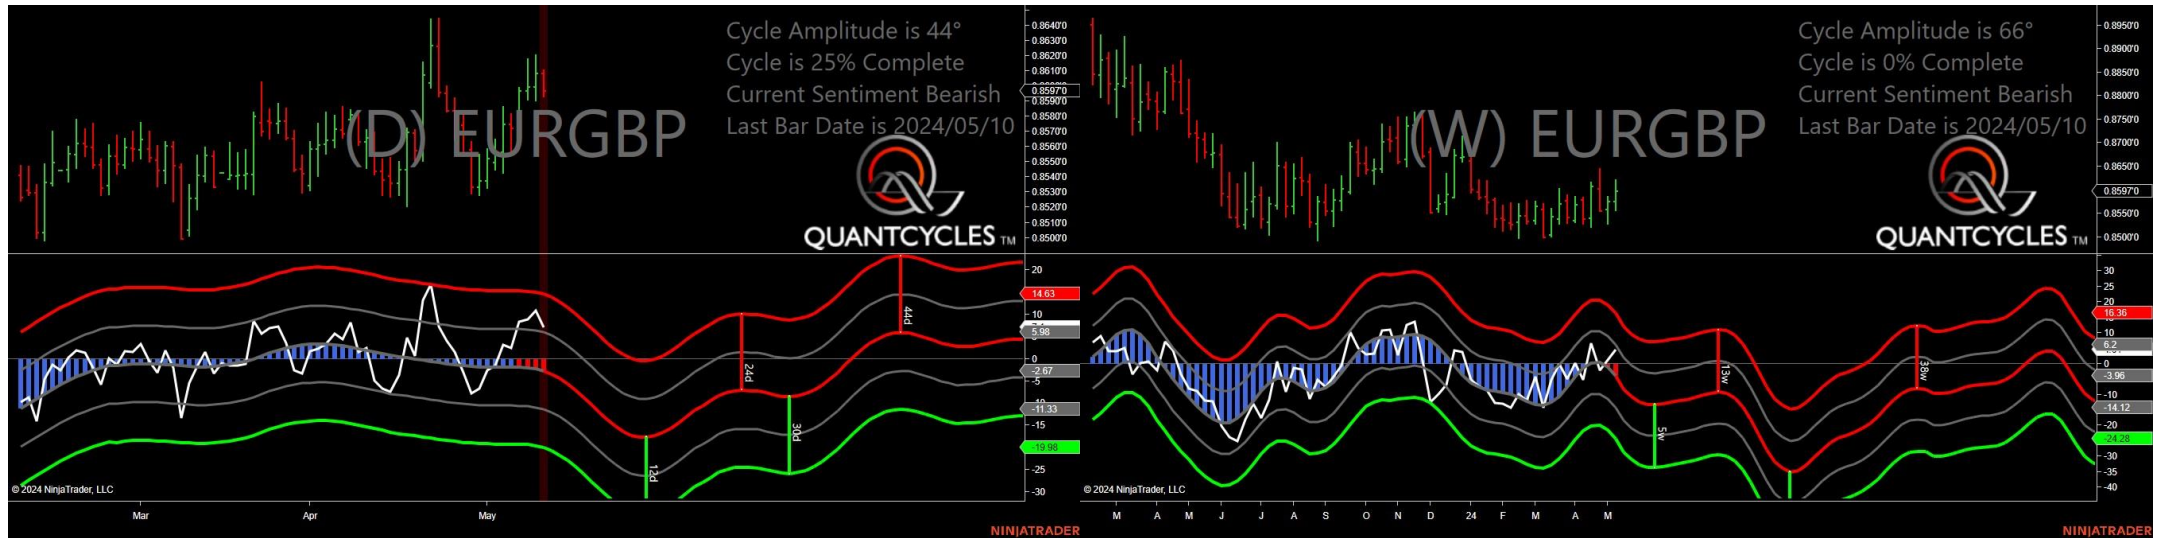 Cycle Amplitude is 44°
Cycle is 25% Complete
Current Sentiment Bearish
Last Bar Date is 2024/05/10
(D) EURGBP
QUANTCYCLES TM
0.8640'0
0.8630'0
0.8620'0
0.8610'0
0.8597'0
0.8590'0
0.8580'0
0.8570'0
0.8560'0
0.8550'0
0.8540'0
0.8530'0
0.8520'0
0.8510'0
0.8500'0
20
14.63
10
5.98
0
-2.67
-5
-11.33
-15
-19.98
-25
-30
12d
24d
30d
44d
© 2024 NinjaTrader, LLC
Mar Apr May
NINJATRADER
Cycle Amplitude is 66°
Cycle is 0% Complete
Current Sentiment Bearish
Last Bar Date is 2024/05/10
(W) EURGBP
QUANTCYCLES TM
0.8950'0
0.8900'0
0.8850'0
0.8800'0
0.8750'0
0.8700'0
0.8650'0
0.8597'0
0.8550'0
0.8500'0
30
25
20
16.36
10
6.2
0
-3.96
-10
-14.12
-20
-24.28
-30
-35
-40
5w
13w
38w
© 2024 NinjaTrader, LLC
M A M J J A S O N D 24 F M A M
NINJATRADER